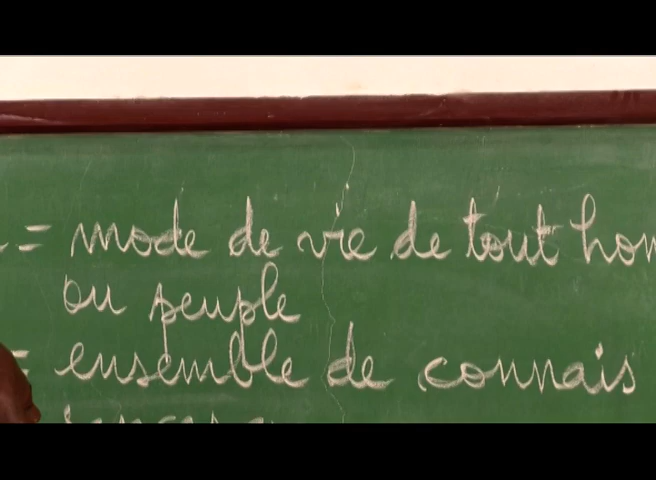 = mode de vie de tout hom
ou peuple
= ensemble de connais